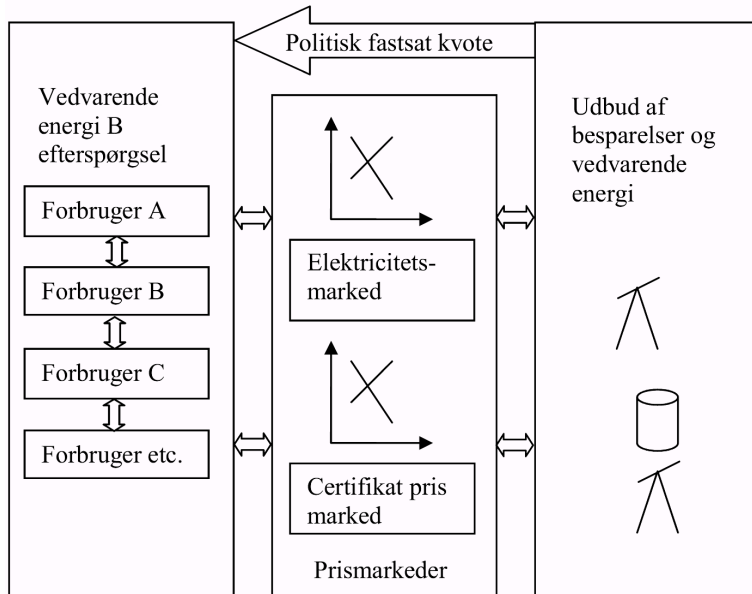 Politisk fastsat kvote
Vedvarende
energi B
efterspørgsel
Forbruger A
Forbruger B
Forbruger C
Forbruger etc.
Elektricitets-
marked
Certifikat pris
marked
Prismarkeder
Udbud af
besparelser og
vedvarende
energi